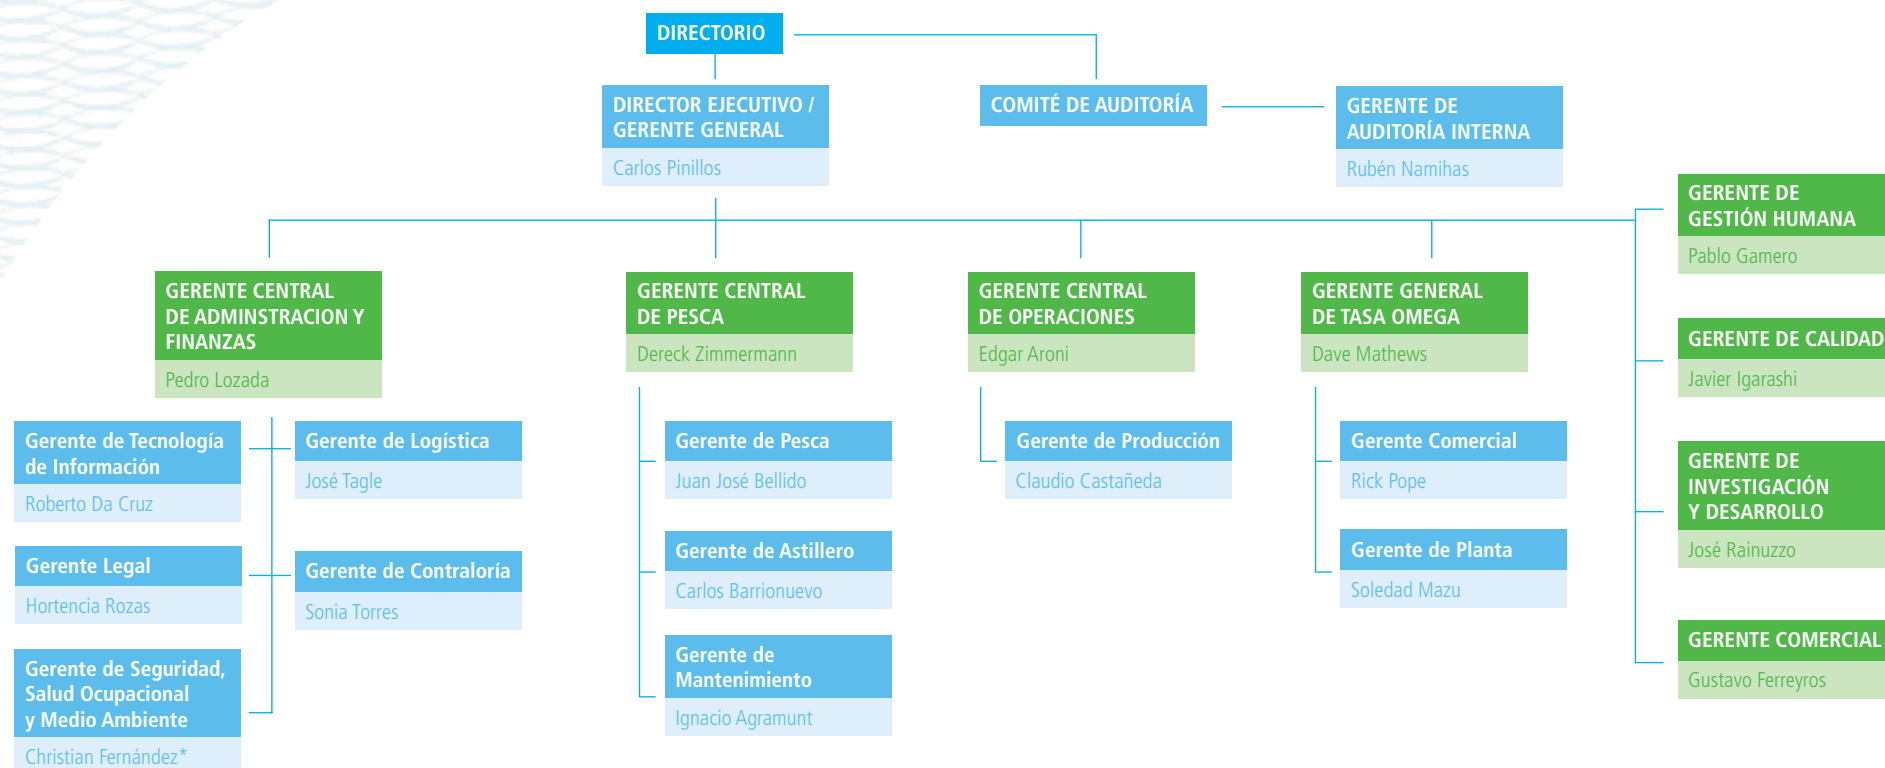 DIRECTORIO
DIRECTOR EJECUTIVO /
GERENTE GENERAL
Carlos Pinillos
COMITÉ DE AUDITORÍA
GERENTE DE
AUDITORÍA INTERNA
Rubén Namihas
GERENTE CENTRAL
DE ADMINSTRACION Y
FINANZAS
Pedro Lozada
Gerente de Tecnología
de Información
Roberto Da Cruz
Gerente de Logística
José Tagle
Gerente Legal
Hortencia Rozas
Gerente de Contraloría
Sonia Torres
Gerente de Seguridad,
Salud Ocupacional
y Medio Ambiente
Christian Fernández*
GERENTE CENTRAL
DE PESCA
Dereck Zimmermann
Gerente de Pesca
Juan José Bellido
Gerente de Astillero
Carlos Barrionuevo
Gerente de
Mantenimiento
Ignacio Agramunt
GERENTE CENTRAL
DE OPERACIONES
Edgar Aroni
Gerente de Producción
Claudio Castañeda
GERENTE GENERAL
DE TASA OMEGA
Dave Mathews
Gerente Comercial
Rick Pope
Gerente de Planta
Soledad Mazu
GERENTE DE
GESTIÓN HUMANA
Pablo Gamero
GERENTE DE CALIDAD
Javier Igarashi
GERENTE DE
INVESTIGACIÓN
Y DESARROLLO
José Rainuzzo
GERENTE COMERCIAL
Gustavo Ferreyros